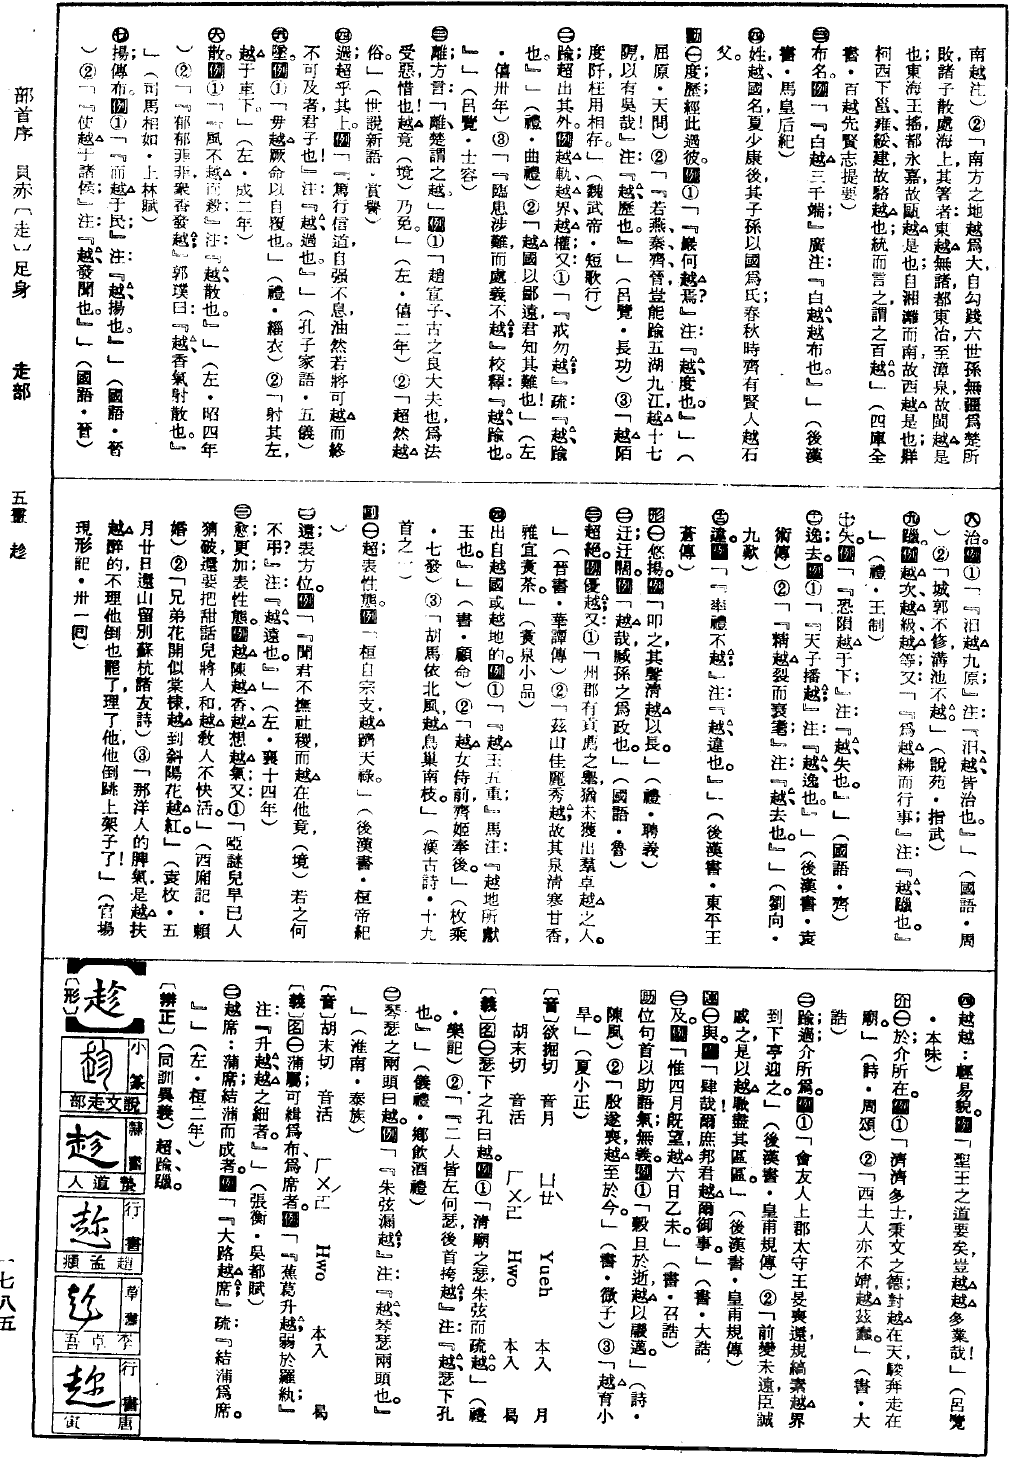 南越注)②「南方之地越爲大自勾踐六世孫無彊爲楚所
敗諸子散處海上其箸者東越無諸都東冶至漳泉故閩越是
也東海王搖都永嘉故甌越是也自湘灕而南故西越是也牂
柯西下邕雍綏建故駱越也統而言之謂之百越。」(四庫全
書・百越先賢志提要)
㊂布名。例「『白越三千端』廣注:『白越越布也。』」(後漢
書・馬皇后紀)
㊃姓越國名夏少康後其子孫以國爲氏春秋時齊有賢人越石
父。
動㊀度歷經此過彼。例①「『巖何越焉?』注:『越度也。』」(
屈原・天問)②「『若燕秦齊晉豈能踰五湖九江越十七
阨以有吳哉!』注:『越歷也。』」(呂覽・長功)③「越陌
度阡枉用相存。」(魏武帝・短歌行)
㊁踰超出其外。例越軌越界越權又①「『戒勿越』疏:『越踰
也。』」(禮・曲禮)②「越國以鄙遠君知其難也!」(左
・僖卅年)③「『臨患涉難而處義不越』校釋:『越踰也。
』」(呂覽・士容)
㊂離方言「離楚謂之越」例①「趙宣子古之良大夫也爲法
受惡惜也越竟(境)乃免。」(左・僖二年)②「超然越
俗。」(世說新語・賞譽)
㊃過超乎其上。例「『篤行信道自强不息油然若將可越而終
不可及者君子也!』注:『越過也。』」(孔子家語・五儀)
㊄墜。例①「毋越厥命以自覆也。」(禮・緇衣)②「射其左,
越于車下。」(左・成二年)
㊅散。例①「『風不越而殺』注:『越散也。』」(左・昭四年
)②「『郁郁菲菲衆香發越』郭璞曰:『越香氣射散也。』
」(司馬相如・上林賦)
㊆揚傳布。例①「『而越于民』注:『越揚也。』」(國語・晉
)②「『使越于諸侯』注:『越發聞也。』」(國語・晉)
㊇治。例①「『汩越九原』注:『汩越皆治也。』」(國語・周
)②「城郭不修溝池不越。」(說苑・指武)
㊈躐。例越次越級越等又「『爲越紼而行事』注:『越躐也。』
」(禮・王制)
㊉失。例「『恐隕越于下』注:『越失也。』」(國語・齊)
逸去。例①「『天子播越』注:『越逸也。』」(後漢書・袁
術傳)②「『精越裂而衰耄』注:『越去也。』」(劉向・
九歎)
違。例「『率禮不越』注:『越違也。』」(後漢書・東平王
蒼傳)
形㊀悠揚。例「叩之其聲清越以長。」(禮・聘義)
㊁迂迂闊。例「越哉臧孫之爲政也。」(國語・魯)
㊂超絕。例優越又①「州郡有貢薦之擧猶未獲出羣卓越之人。
」(晉書・華譚傳)②「茲山佳麗秀越故其泉清寒甘香,
雅宜煑茶。」(煑泉小品)
㊃出自越國或越地的。例①「『越玉五重』馬注:『越地所獻
玉也。』」(書・顧命)②「越女侍前齊姬奉後。」(枚乘
・七發)③「胡馬依北風越鳥巢南枝。」(漢古詩・十九
首之一)
副㊀超;表性態。例「桓自宗支越躋天祿。」(後漢書・桓帝紀
)
㊁遠;表方位。例「『聞君不撫社稷而越在他竟(境)若之何
不弔?』注:『越遠也。』」(左・襄十四年)
㊂愈更加;表性態。例越陳越香越想越氣又①「啞謎兒早已人
猜破還要把甜話兒將人和越敎人不快活。」(西廂記・賴
婚)②「兄弟花開似棠棣越到斜陽花越紅」(袁枚・五
月廿日還山留別蘇杭諸友詩)③「那洋人的脾氣是越扶
越醉的不理他倒也罷了理了他他倒跳上架子了!」(官場
現形記・卅一囘)
㊃越越:輕易貌。例「聖王之道要矣豈越越多業哉!」(呂覽
・本味)
介㊀於;介所在。例①「濟濟多士秉文之德對越在天駿奔走在
廟。」(詩・周頌)②「西土人亦不靖越茲蠢。」(書・大
誥)
㊁踰過;介所爲。例①「會友人上郡太守王旻喪還規縞素越界
到下亭迎之。」(後漢書・皇甫規傳)②「前變未遠臣誠
戚之是以越職盡其區區。」(後漢書・皇甫規傳)
連㊀與。例「肆哉爾庶邦君越爾御事。」(書・大誥)
㊁及。例「惟四月旣望越六日乙未。」(書・召誥)
助位句首以助語氣無義。例①「穀旦於逝越以鬷邁。」(詩・
陳風)②「殷遂喪越至於今。」(書・微子)③「越有小
旱。」(夏小正)
〔音〕欲掘切 音月 ㄩㄝˋ Yueh 本入 月
胡末切 音活 ㄏㄨㄛˊ Hwo 本入 曷
〔義〕名㊀瑟下之孔曰越。例①「清廟之瑟朱弦而疏越。」(禮
・樂記)②「『二人皆左何瑟後首挎越』注:『越瑟下孔
也。』」(儀禮・鄕飲酒禮)
㊁琴瑟之兩頭曰越。例「『朱弦漏越』注:『越琴瑟兩頭也。』
」(淮南・泰族)
〔音〕胡末切 音活 ㄏㄨㄛˊ Hwo 本入 曷
〔義〕名㊀蒲屬可緝爲布爲席者。例「『蕉葛升越弱於羅紈』
注:『升越越之細者。』」(張衡・吳都賦)
㊁越席:蒲席結蒲而成者。例「『大路越席』疏:『結蒲爲席。
』」(左・桓二年)
〔辨正〕(同訓異義)超、踰、躐。
【趁】
〔形〕
小篆 說文走部
隸書 蟄道人
行書 趙孟頫
草書 李卓吾
行書 唐寅
部首序 貝赤〔走〕足身 走部 五畫 趁 一七八五